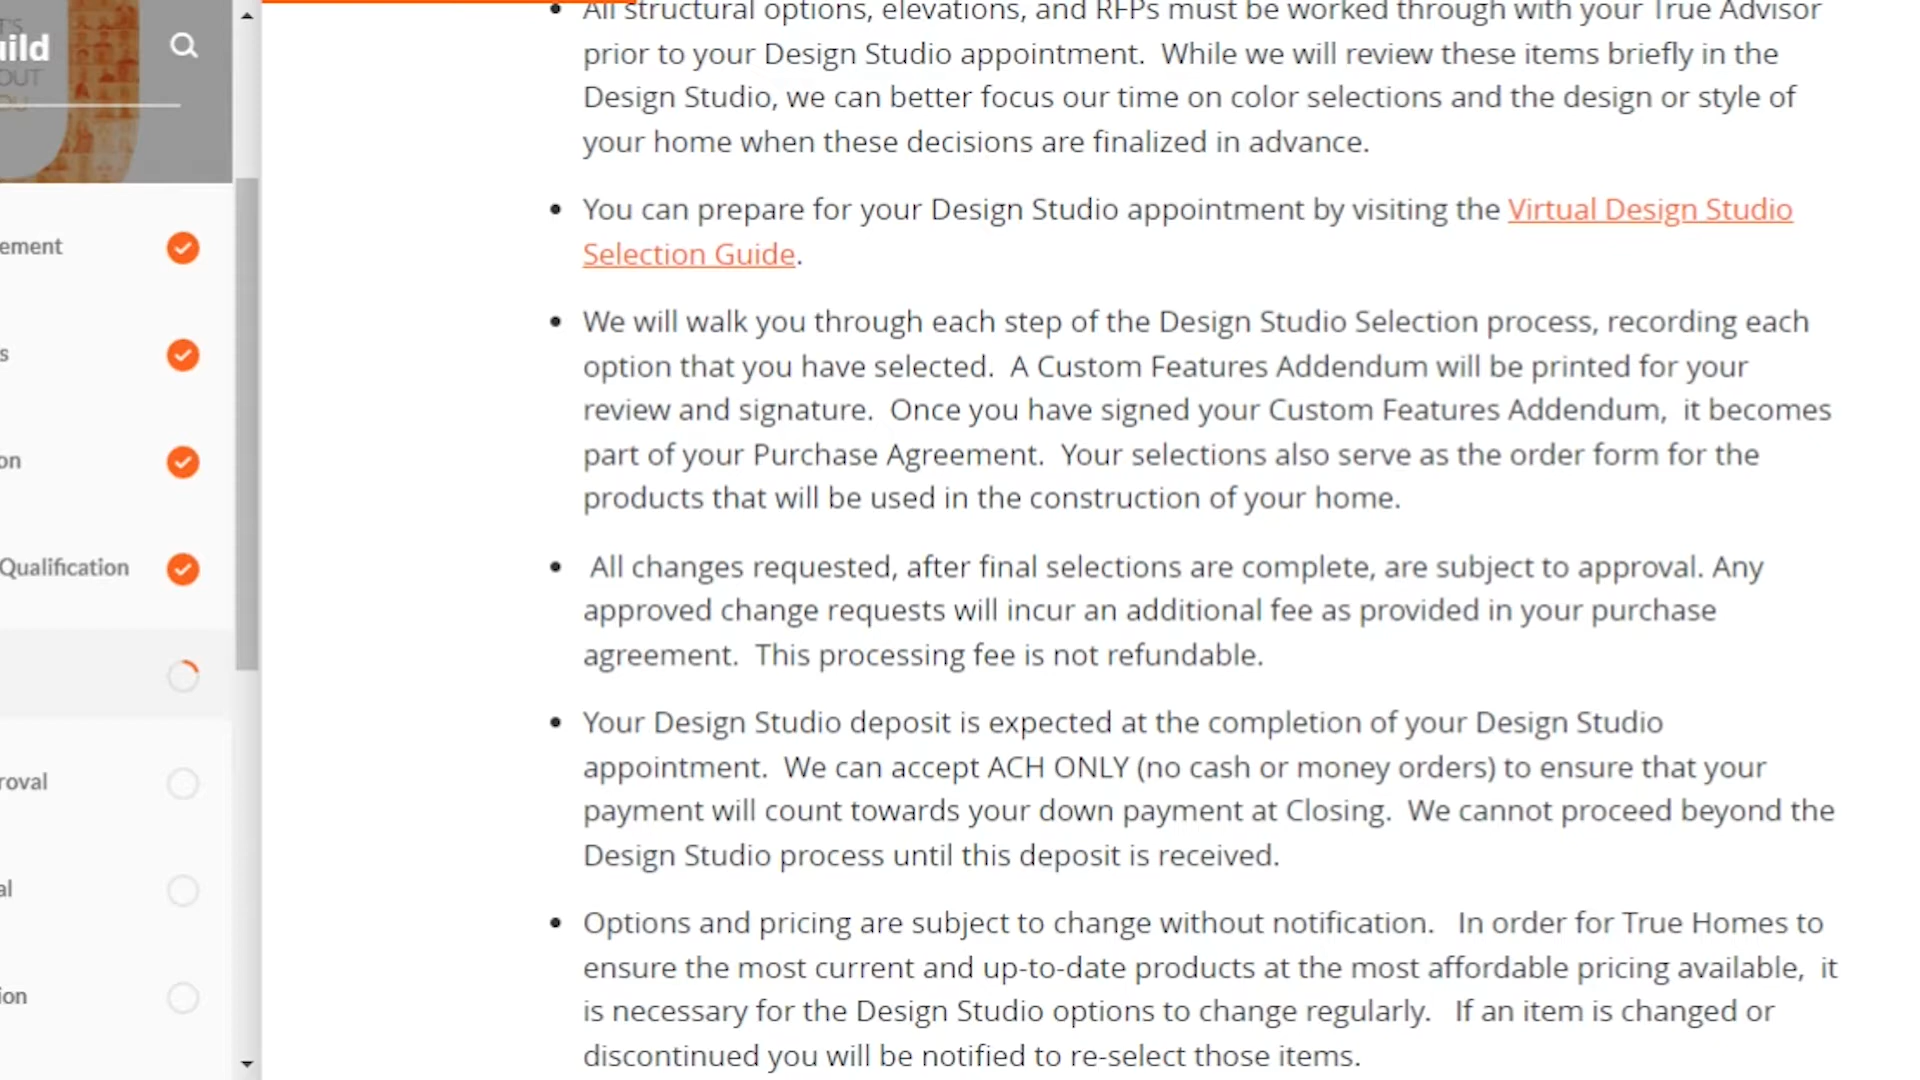 All structural options, elevations, and RFPs must be worked through with your True Advisor
prior to your Design Studio appointment.  While we will review these items briefly in the
Design Studio, we can better focus our time on color selections and the design or style of
your home when these decisions are finalized in advance.
You can prepare for your Design Studio appointment by visiting the Virtual Design Studio
Selection Guide.
We will walk you through each step of the Design Studio Selection process, recording each
option that you have selected.  A Custom Features Addendum will be printed for your
review and signature.  Once you have signed your Custom Features Addendum,  it becomes
part of your Purchase Agreement.  Your selections also serve as the order form for the
products that will be used in the construction of your home.
All changes requested, after final selections are complete, are subject to approval. Any
approved change requests will incur an additional fee as provided in your purchase
agreement.  This processing fee is not refundable.
Your Design Studio deposit is expected at the completion of your Design Studio
appointment.  We can accept ACH ONLY (no cash or money orders) to ensure that your
payment will count towards your down payment at Closing.  We cannot proceed beyond the
Design Studio process until this deposit is received.
Options and pricing are subject to change without notification.   In order for True Homes to
ensure the most current and up-to-date products at the most affordable pricing available,  it
is necessary for the Design Studio options to change regularly.   If an item is changed or
discontinued you will be notified to re-select those items.
uild
ement
s
on
Qualification
roval
al
ion